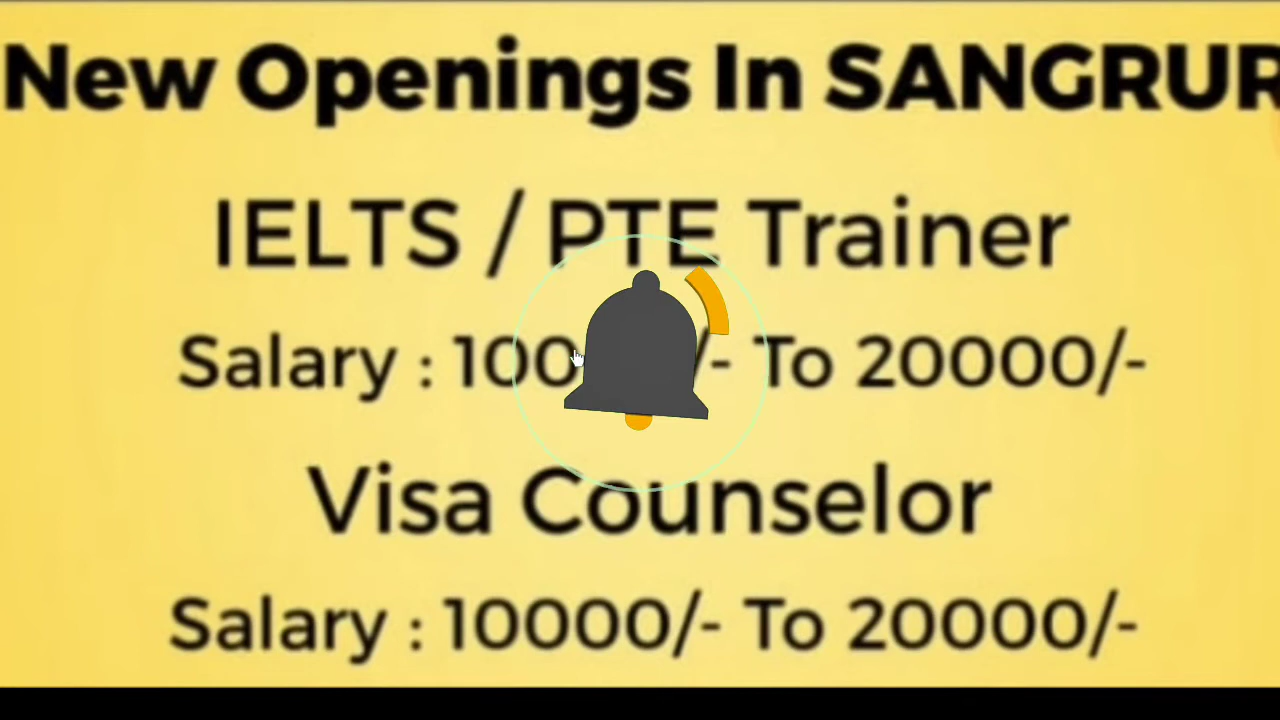 New Openings In SANGRUR
IELTS / PTE Trainer
Salary : /- To 20000/-
Visa Counselor
Salary : 10000/- To 20000/-